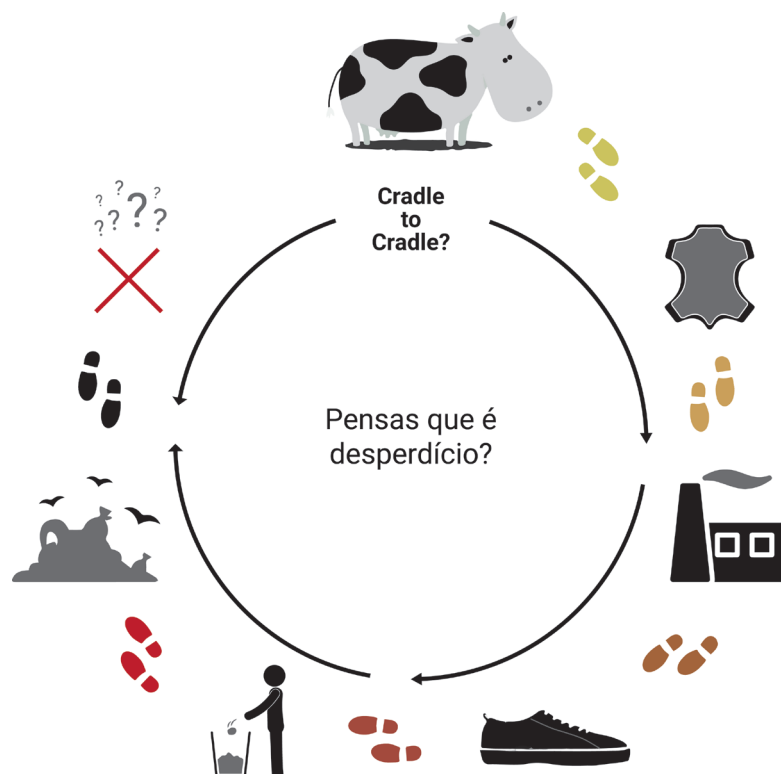 ? ? ? ? ? ? ?
Cradle
to
Cradle?
Pensas que é
desperdício?